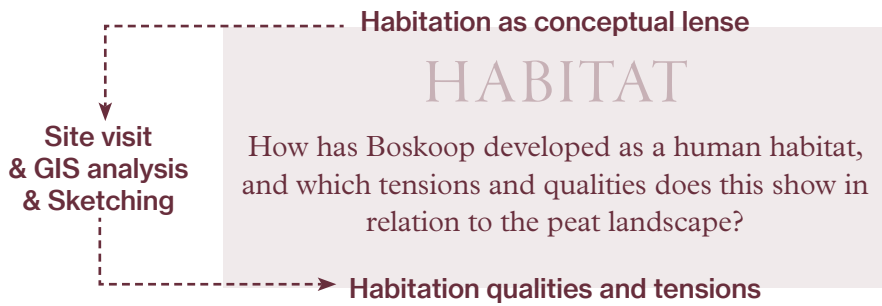 Habitation as conceptual lense
HABITAT
Site visit
& GIS analysis
& Sketching
How has Boskoop developed as a human habitat,
and which tensions and qualities does this show in
relation to the peat landscape?
Habitation qualities and tensions